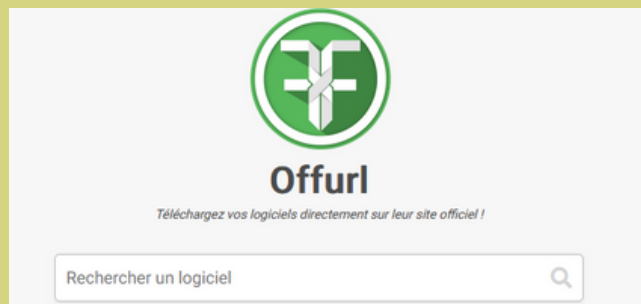 Offurl
Téléchargez vos logiciels directement sur leur site officiel !
Rechercher un logiciel